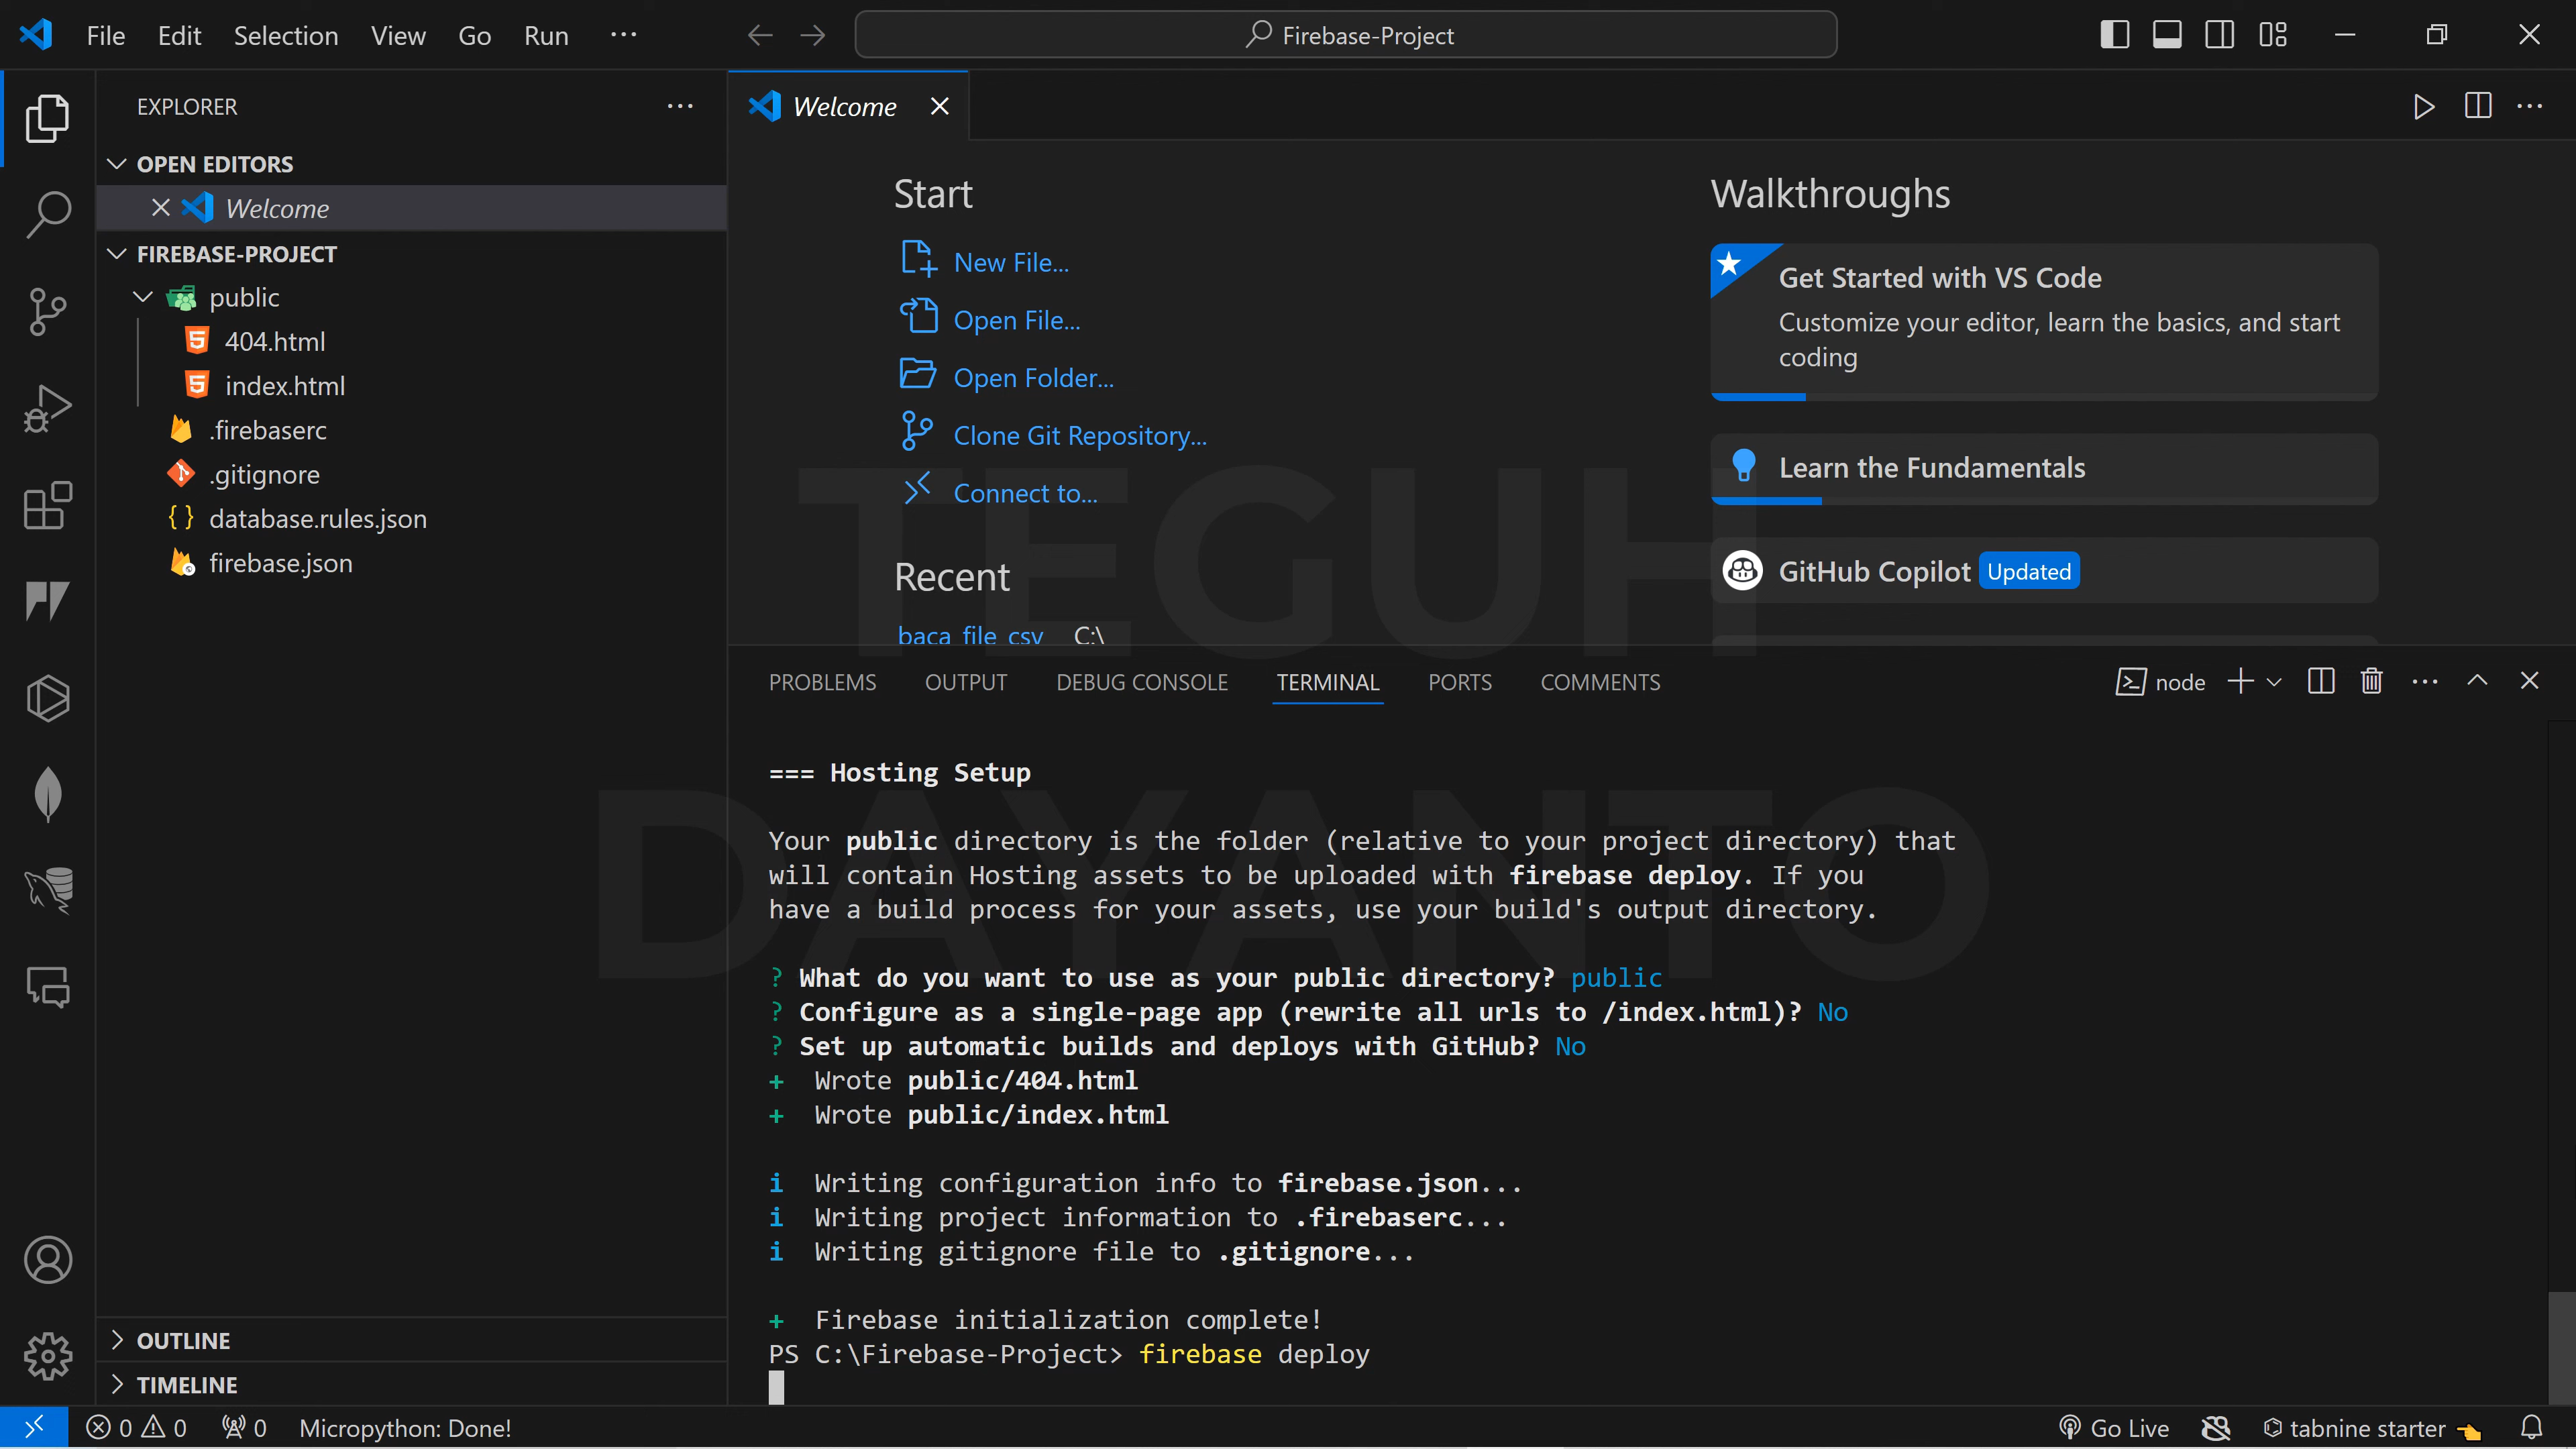 File Edit Selection View Go Run ...
Firebase-Project
EXPLORER
OPEN EDITORS
Welcome
FIREBASE-PROJECT
public
404.html
index.html
.firebaserc
.gitignore
database.rules.json
firebase.json
OUTLINE
TIMELINE
Welcome
Start
New File...
Open File...
Open Folder...
Clone Git Repository...
Connect to...
Recent
baca_file_csv C:\
Walkthroughs
Get Started with VS Code
Customize your editor, learn the basics, and start
coding
Learn the Fundamentals
GitHub Copilot Updated
TEGUH
DAYANTO
PROBLEMS OUTPUT DEBUG CONSOLE TERMINAL PORTS COMMENTS
node
=== Hosting Setup
Your public directory is the folder (relative to your project directory) that
will contain Hosting assets to be uploaded with firebase deploy. If you
have a build process for your assets, use your build's output directory.
? What do you want to use as your public directory? public
? Configure as a single-page app (rewrite all urls to /index.html)? No
? Set up automatic builds and deploys with GitHub? No
+ Wrote public/404.html
+ Wrote public/index.html
i Writing configuration info to firebase.json...
i Writing project information to .firebaserc...
i Writing gitignore file to .gitignore...
+ Firebase initialization complete!
PS C:\Firebase-Project> firebase deploy
0 0 0 Micropython: Done!
Go Live tabnine starter